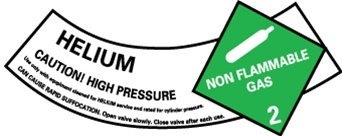 HELIUM
CAUTION! HIGH PRESSURE
Use only with equipment cleaned for HELIUM service and rated for cylinder pressure.
CAN CAUSE RAPID SUFFOCATION. Open valve slowly. Close valve after each use.
NON FLAMMABLE
GAS
2